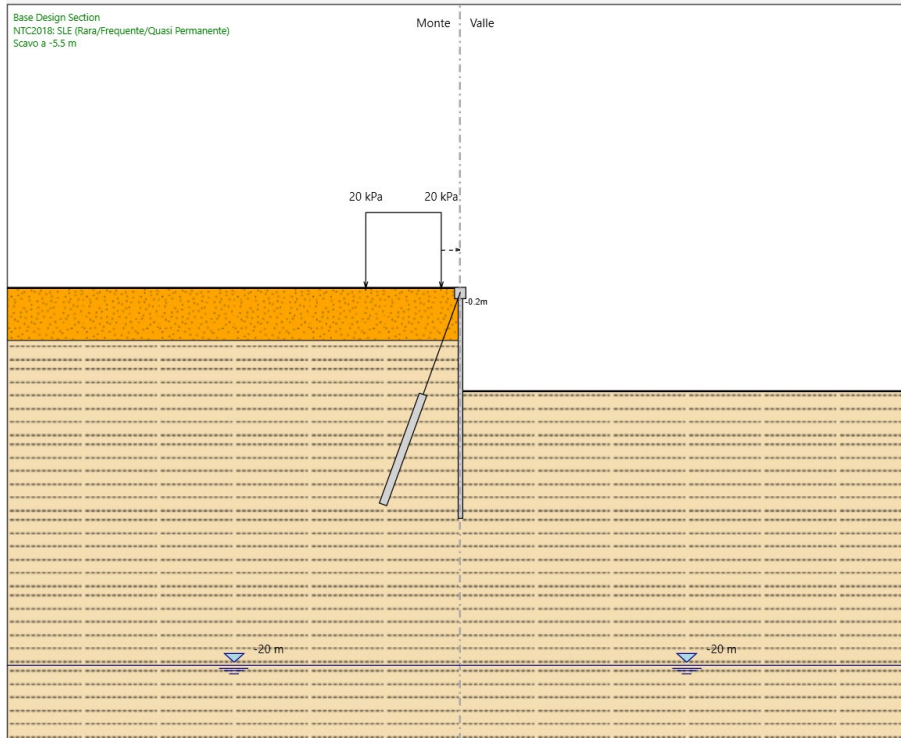 Base Design Section
NTC2018: SLE (Rara/Frequente/Quasi Permanente)
Scavo a -5.5 m
Monte Valle
20 kPa 20 kPa
-0.2m
-20 m -20 m